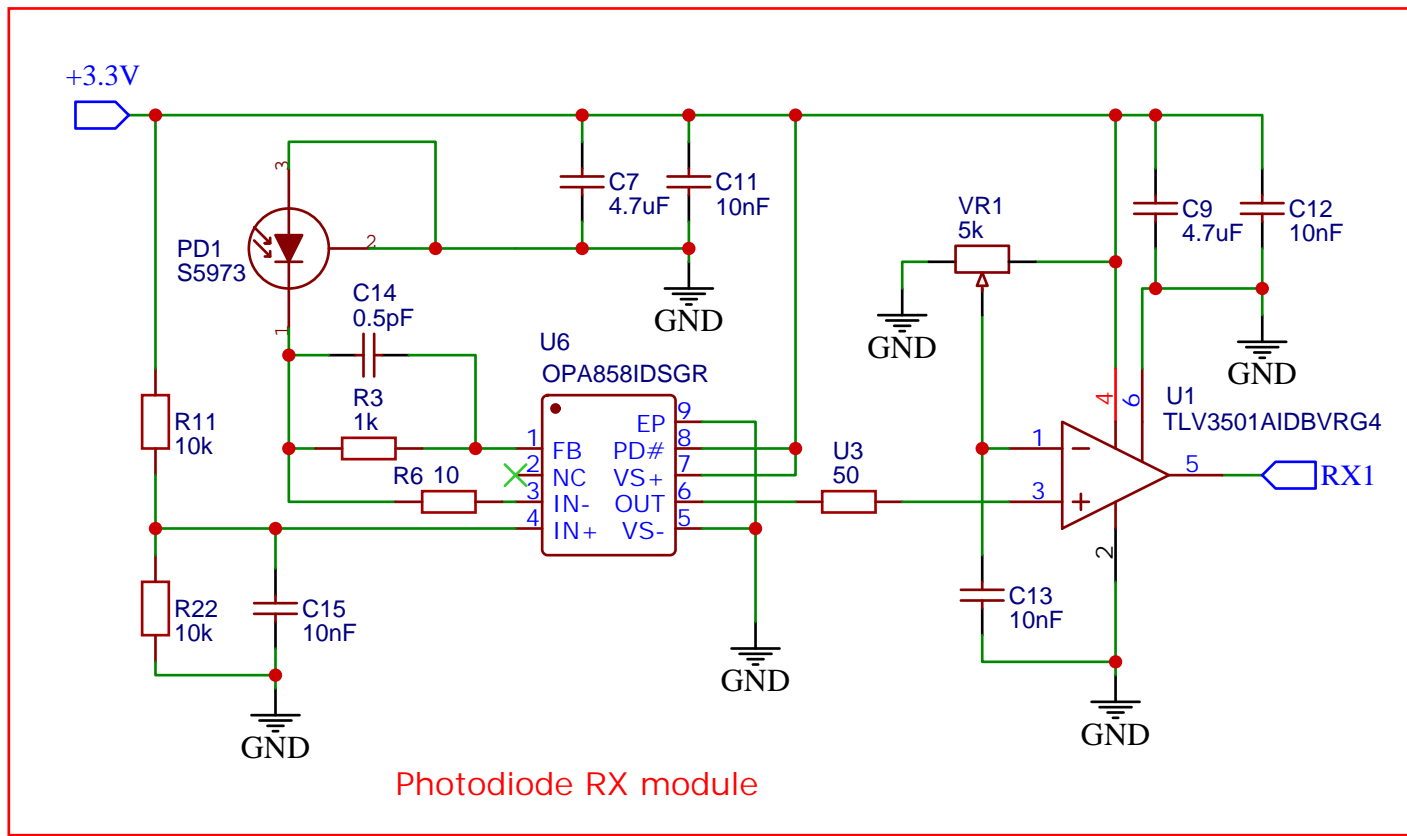 +3.3V
3
2
1
PD1
S5973
C7
4.7uF
C11
10nF
GND
C14
0.5pF
R3
1k
R6 10
R11
10k
R22
10k
C15
10nF
GND
U6
OPA858IDSGR
1
2
3
4
FB
NC
IN-
IN+
EP
PD#
VS+
OUT
VS-
9
8
7
6
5
GND
U3
50
VR1
5k
GND
C9
4.7uF
C12
10nF
GND
U1
TLV3501AIDBVRG4
4
6
1
3
5
2
RX1
C13
10nF
GND
Photodiode RX module